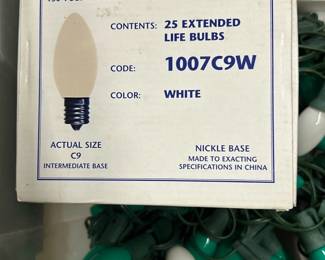 CONTENTS: 25 EXTENDED
LIFE BULBS
CODE: 1007C9W
COLOR: WHITE
ACTUAL SIZE
C9
INTERMEDIATE BASE
NICKLE BASE
MADE TO EXACTING
SPECIFICATIONS IN CHINA